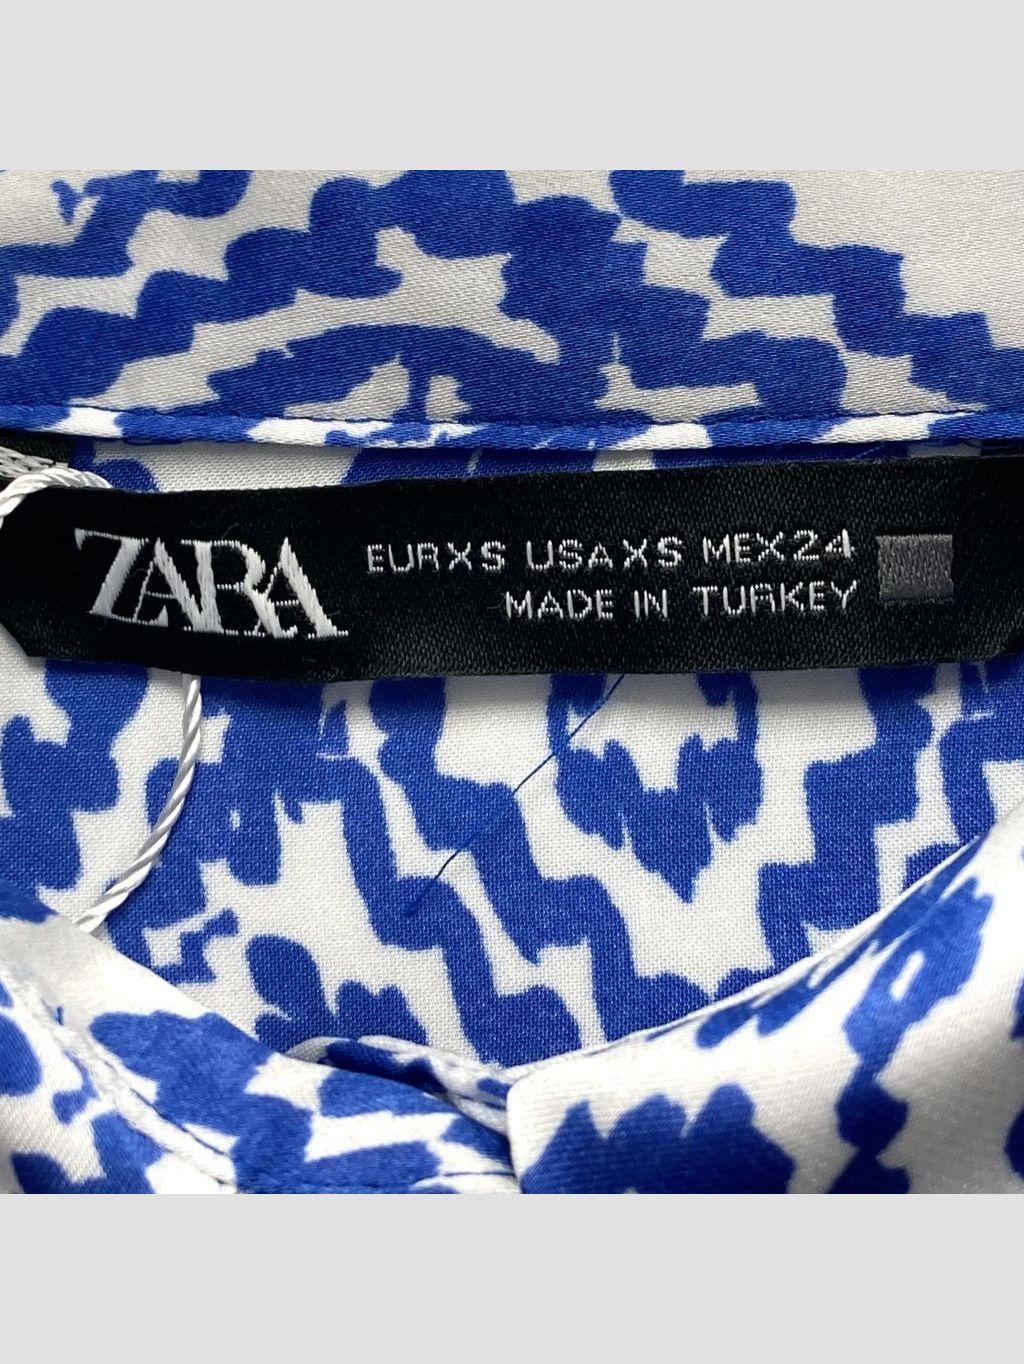 ZARA
EUR XS USA XS MEX 24
MADE IN TURKEY